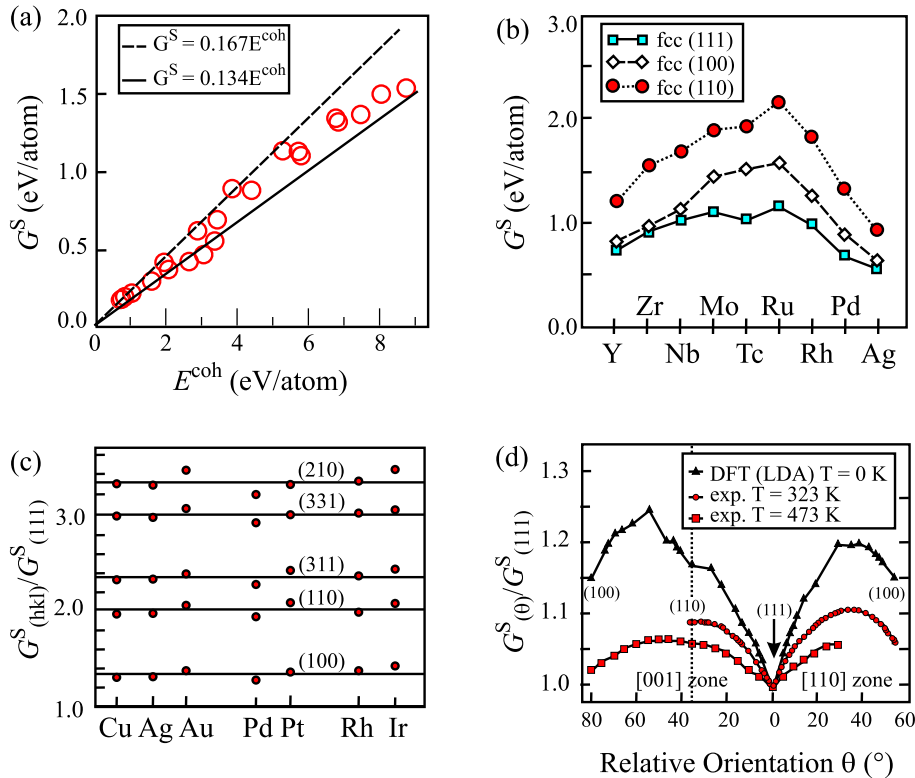 (a)
2.0
1.5
1.0
0.5
0.0
G^S (eV/atom)
G^S = 0.167E^coh
G^S = 0.134E^coh
0 2 4 6 8
E^coh (eV/atom)
(b)
3.0
2.0
1.0
0.0
G^S (eV/atom)
fcc (111)
fcc (100)
fcc (110)
Zr Mo Ru Pd
Y Nb Tc Rh Ag
(c)
3.0
2.0
1.0
G^S(hkl)/G^S(111)
(210)
(331)
(311)
(110)
(100)
Cu Ag Au Pd Pt Rh Ir
(d)
1.3
1.2
1.1
1.0
G^S(θ)/G^S(111)
DFT (LDA) T = 0 K
exp. T = 323 K
exp. T = 473 K
(100) (110) (111) (100)
[001] zone [110] zone
80 60 40 20 0 20 40 60
Relative Orientation θ (°)